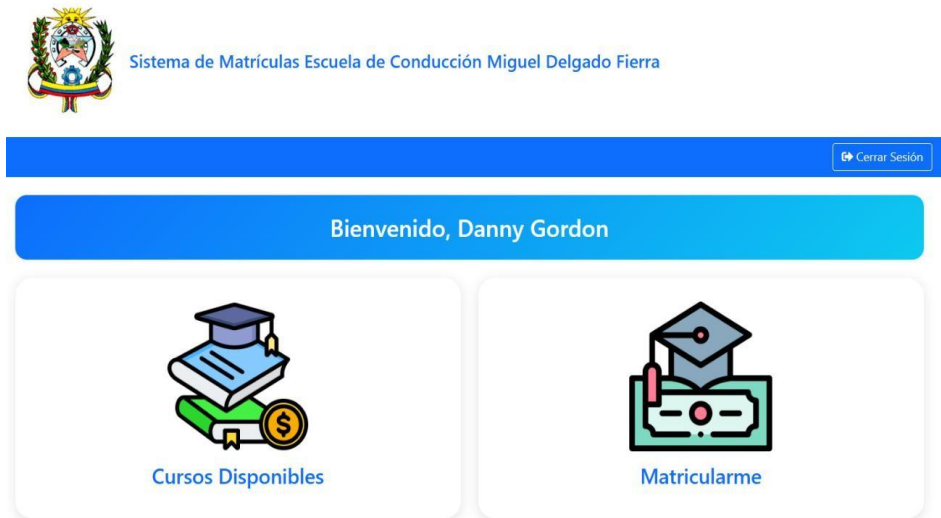 Sistema de Matrículas Escuela de Conducción Miguel Delgado Fierra
Cerrar Sesión
Bienvenido, Danny Gordon
$
Cursos Disponibles
Matricularme